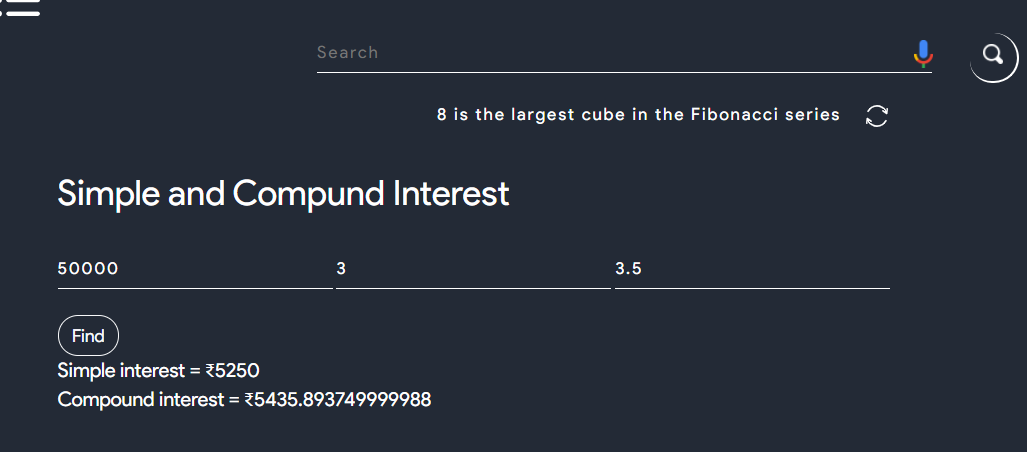 Search
8 is the largest cube in the Fibonacci series
Simple and Compund Interest
50000 3 3.5
Find
Simple interest = ₹5250
Compound interest = ₹5435.893749999988